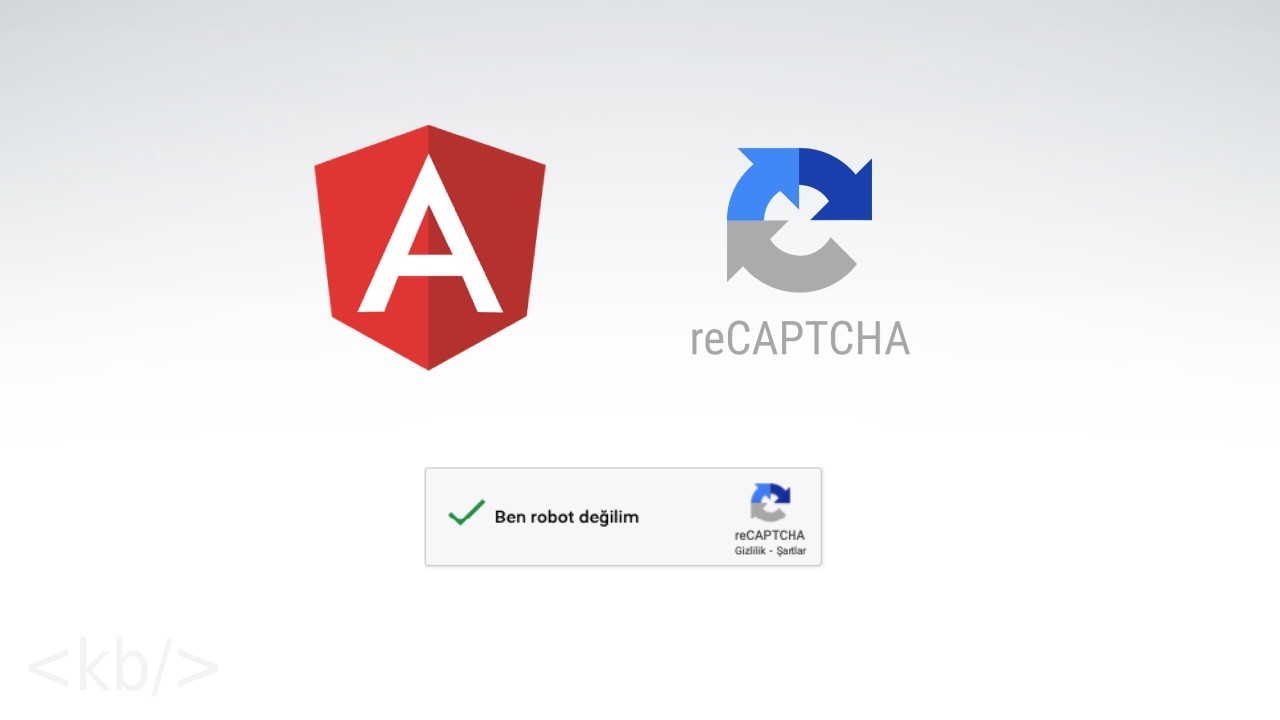 A
reCAPTCHA
Ben robot değilim
reCAPTCHA
Gizlilik - Şartlar
<kb/>